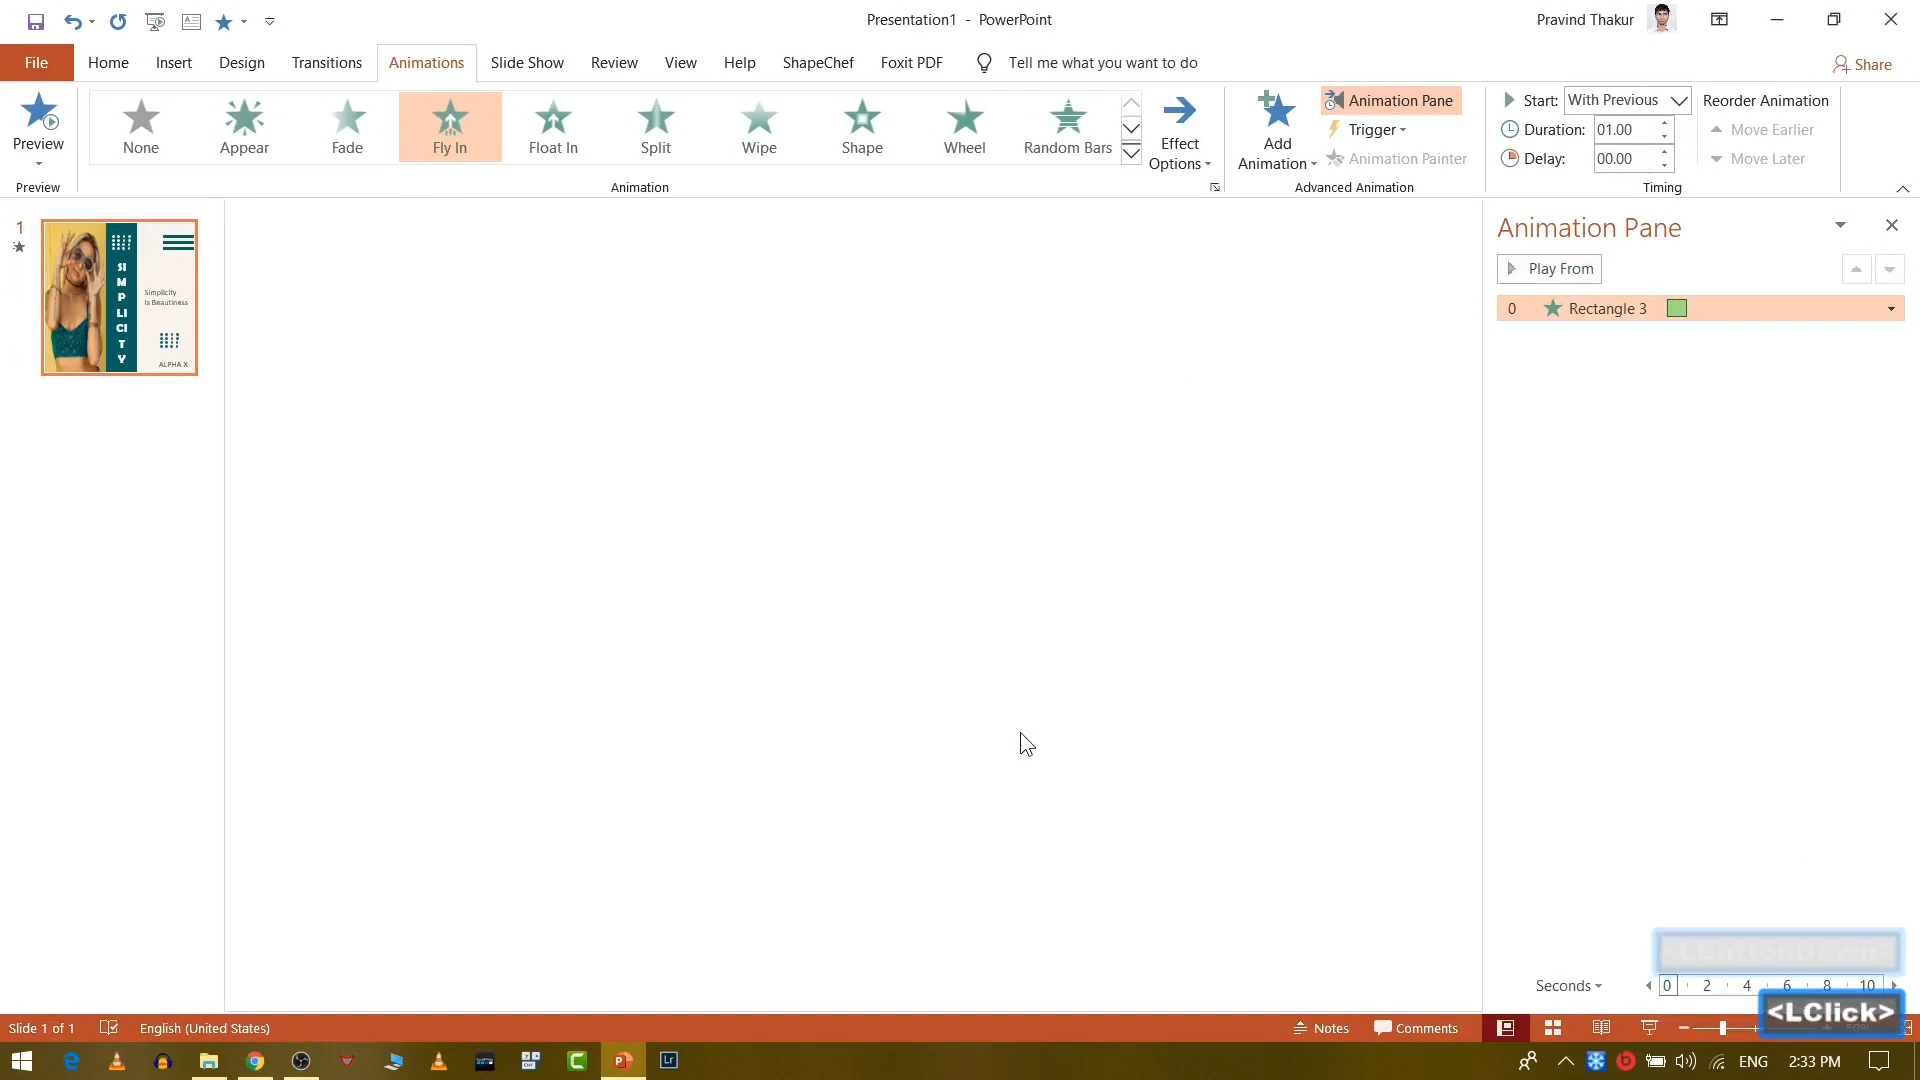 Presentation1 - PowerPoint
Pravind Thakur
File Home Insert Design Transitions Animations Slide Show Review View Help ShapeChef Foxit PDF Tell me what you want to do
Share
Preview
None
Appear
Fade
Fly In
Float In
Split
Wipe
Shape
Wheel
Random Bars
Effect
Options
Add
Animation
Animation Pane
Trigger
Animation Painter
Start: With Previous
Duration: 01.00
Delay: 00.00
Reorder Animation
Move Earlier
Move Later
Preview
Animation
Advanced Animation
Timing
1
SI
M
P
LI
CI
T
Y
Simplicity
Is Beautiness
ALPHA X
Animation Pane
Play From
0 Rectangle 3
<LButtonDown>
Seconds 0 2 4 6 8 10
<LClick>
Slide 1 of 1
English (United States)
Notes
Comments
50%
Lr
ENG
2:33 PM